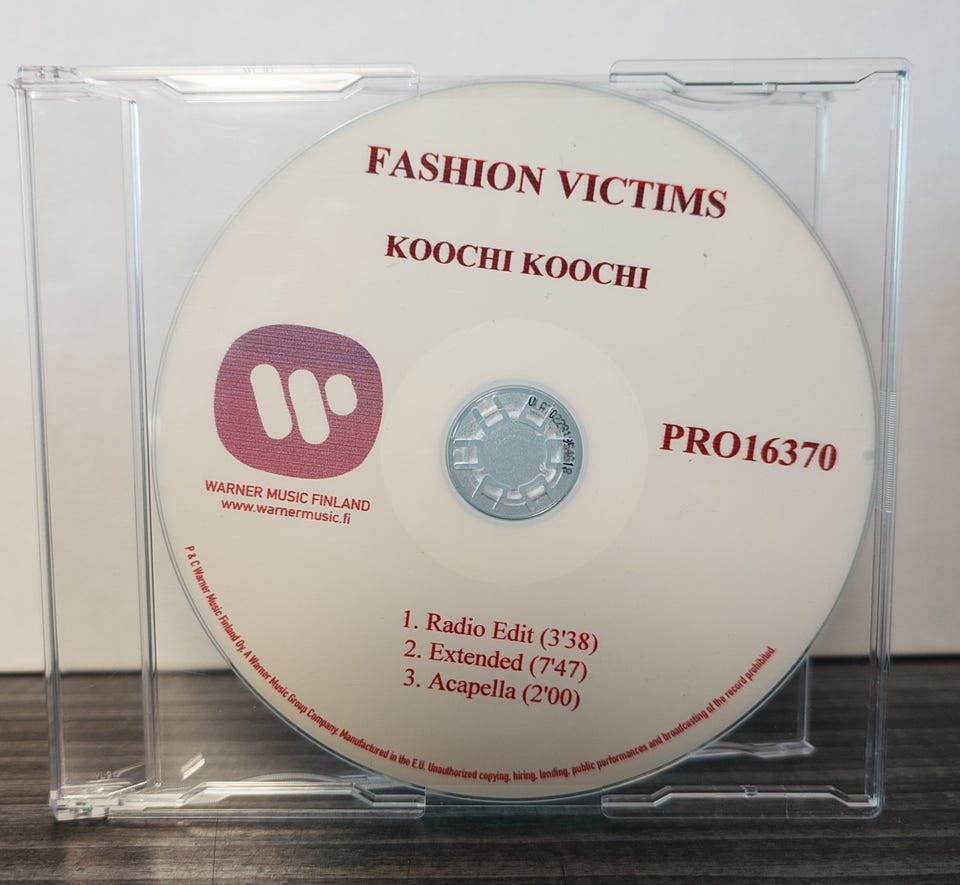 FASHION VICTIMS
KOOCHI KOOCHI
WARNER MUSIC FINLAND
www.warnermusic.fi
PRO16370
1. Radio Edit (3'38)
2. Extended (7'47)
3. Acapella (2'00)
P & C Warner Music Finland Oy, A Warner Music Group Company. Manufactured in the E.U. Unauthorized copying, hiring, lending, public performances and broadcasting of the record prohibited.